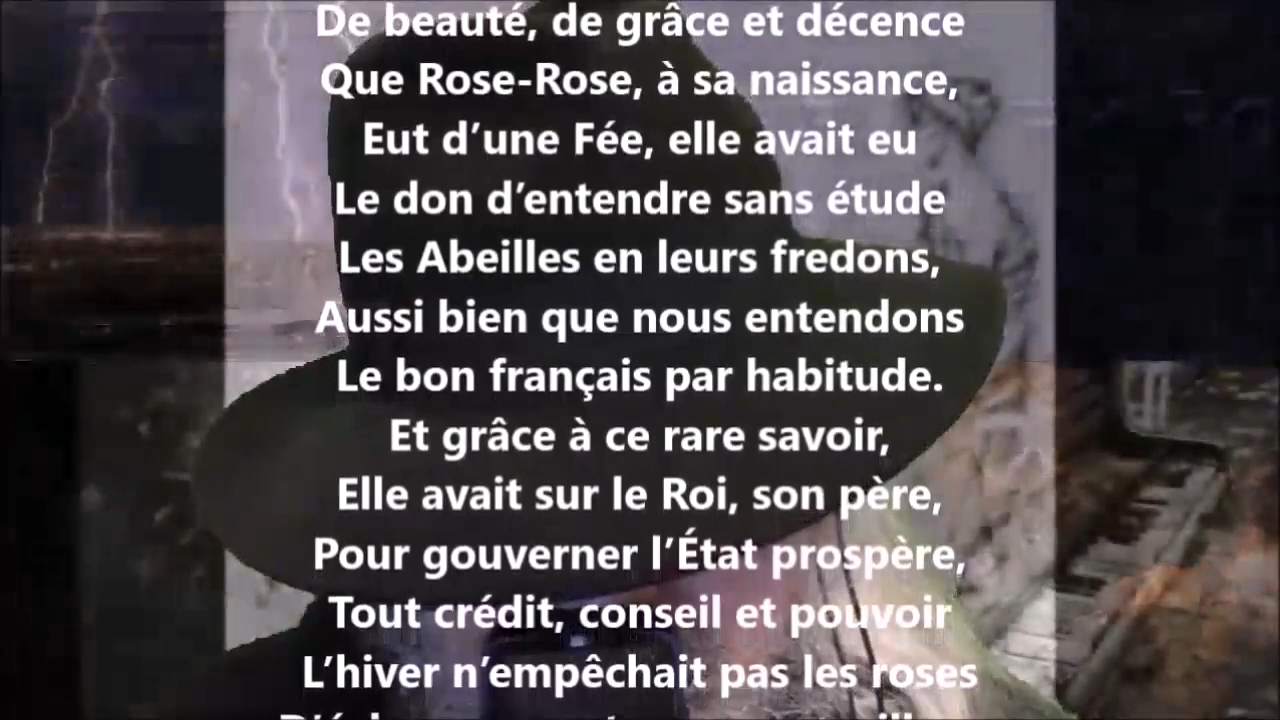 De beauté, de grâce et décence
Que Rose-Rose, à sa naissance,
Eut d’une Fée, elle avait eu
Le don d’entendre sans étude
Les Abeilles en leurs fredons,
Aussi bien que nous entendons
Le bon français par habitude.
Et grâce à ce rare savoir,
Elle avait sur le Roi, son père,
Pour gouverner l’État prospère,
Tout crédit, conseil et pouvoir
L’hiver n’empêchait pas les roses